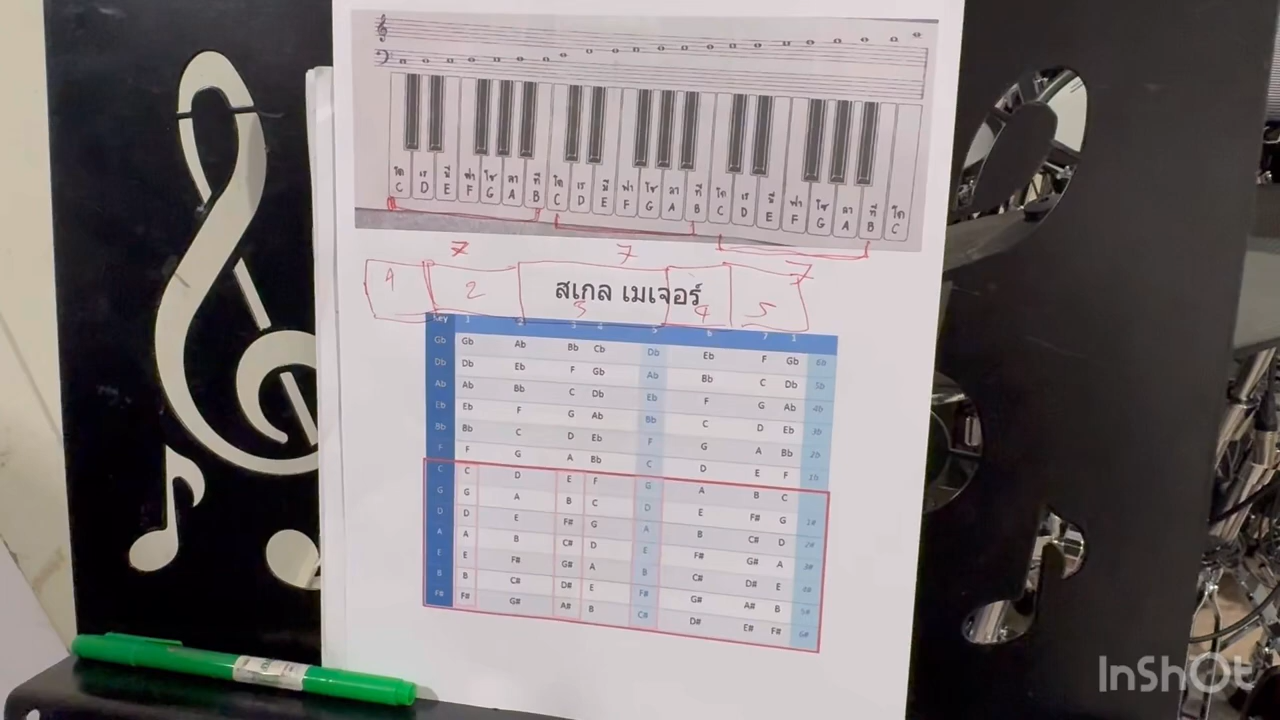 โด เร มี ฟา โซ ลา ที โด เร มี ฟา โซ ลา ที โด เร มี ฟา โซ ลา ที โด
C D E F G A B C D E F G A B C D E F G A B C
7 7 7
1 2 3 4 5
สเกล เมเจอร์
Key 1 2 3 4 5 6 7 1
Gb Gb Ab Bb Cb Db Eb F Gb 6b
Db Db Eb F Gb Ab Bb C Db 5b
Ab Ab Bb C Db Eb F G Ab 4b
Eb Eb F G Ab Bb C D Eb 3b
Bb Bb C D Eb F G A Bb 2b
F F G A Bb C D E F 1b
C C D E F G A B C
G G A B C D E F# G 1#
D D E F# G A B C# D 2#
A A B C# D E F# G# A 3#
E E F# G# A B C# D# E 4#
B B C# D# E F# G# A# B 5#
F# F# G# A# B C# D# E# F# 6#
InShOt